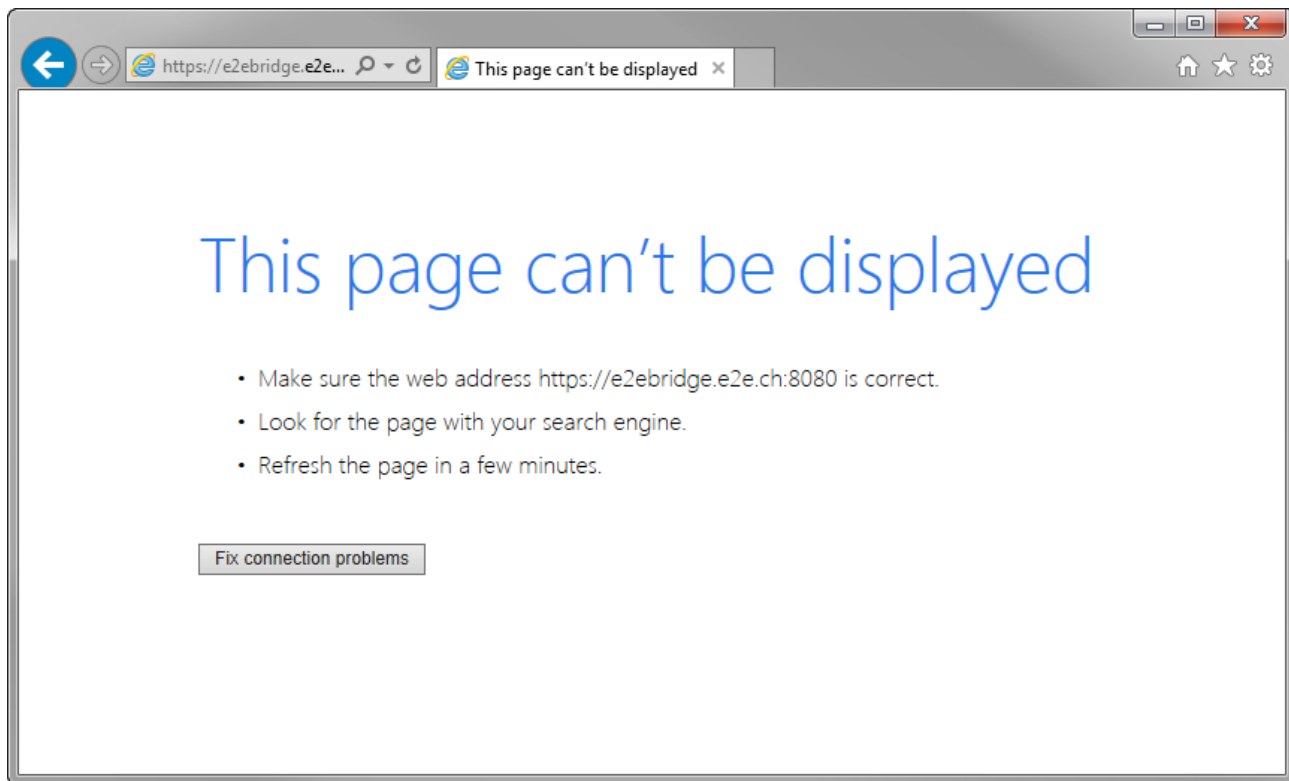 https://e2ebridge.e2e...
This page can't be displayed
This page can’t be displayed
• Make sure the web address https://e2ebridge.e2e.ch:8080 is correct.
• Look for the page with your search engine.
• Refresh the page in a few minutes.
Fix connection problems